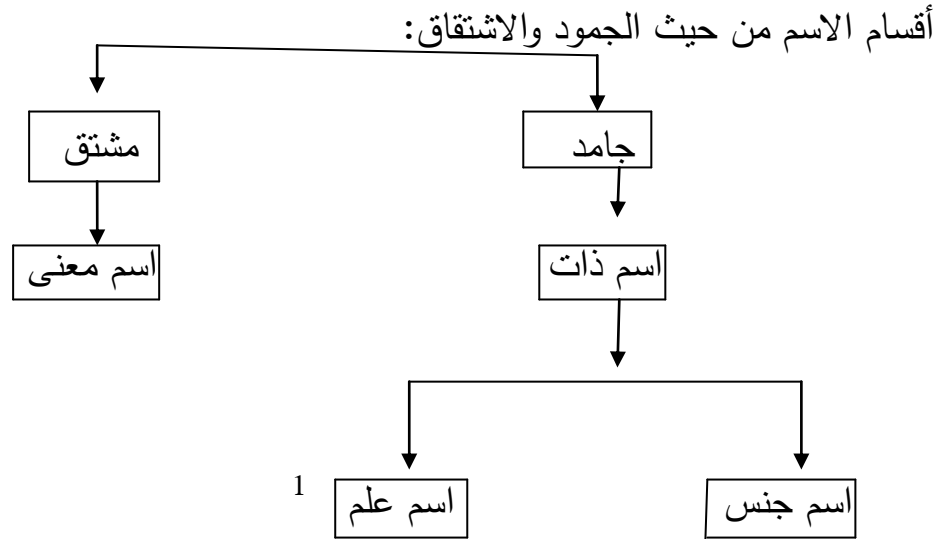 أقسام الاسم من حيث الجمود والاشتقاق:
جامد
مشتق
اسم ذات
اسم معنى
اسم جنس
اسم علم
1